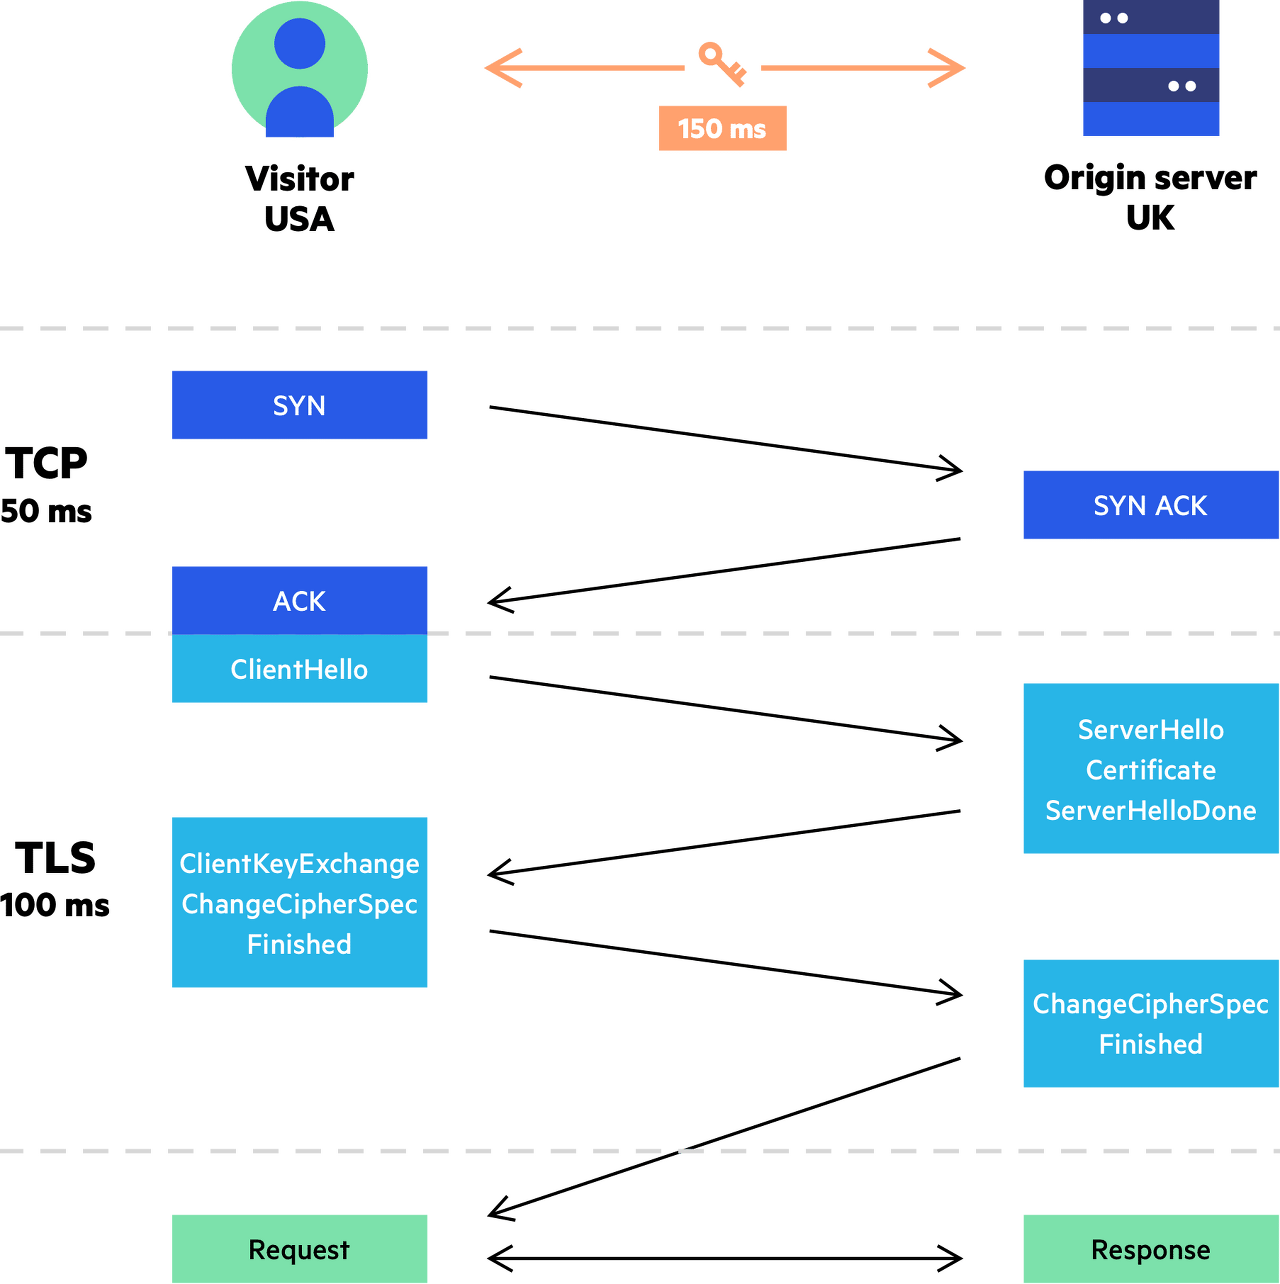 150 ms
Visitor
USA
Origin server
UK
TCP
50 ms
SYN
SYN ACK
ACK
TLS
100 ms
ClientHello
ServerHello
Certificate
ServerHelloDone
ClientKeyExchange
ChangeCipherSpec
Finished
ChangeCipherSpec
Finished
Request
Response